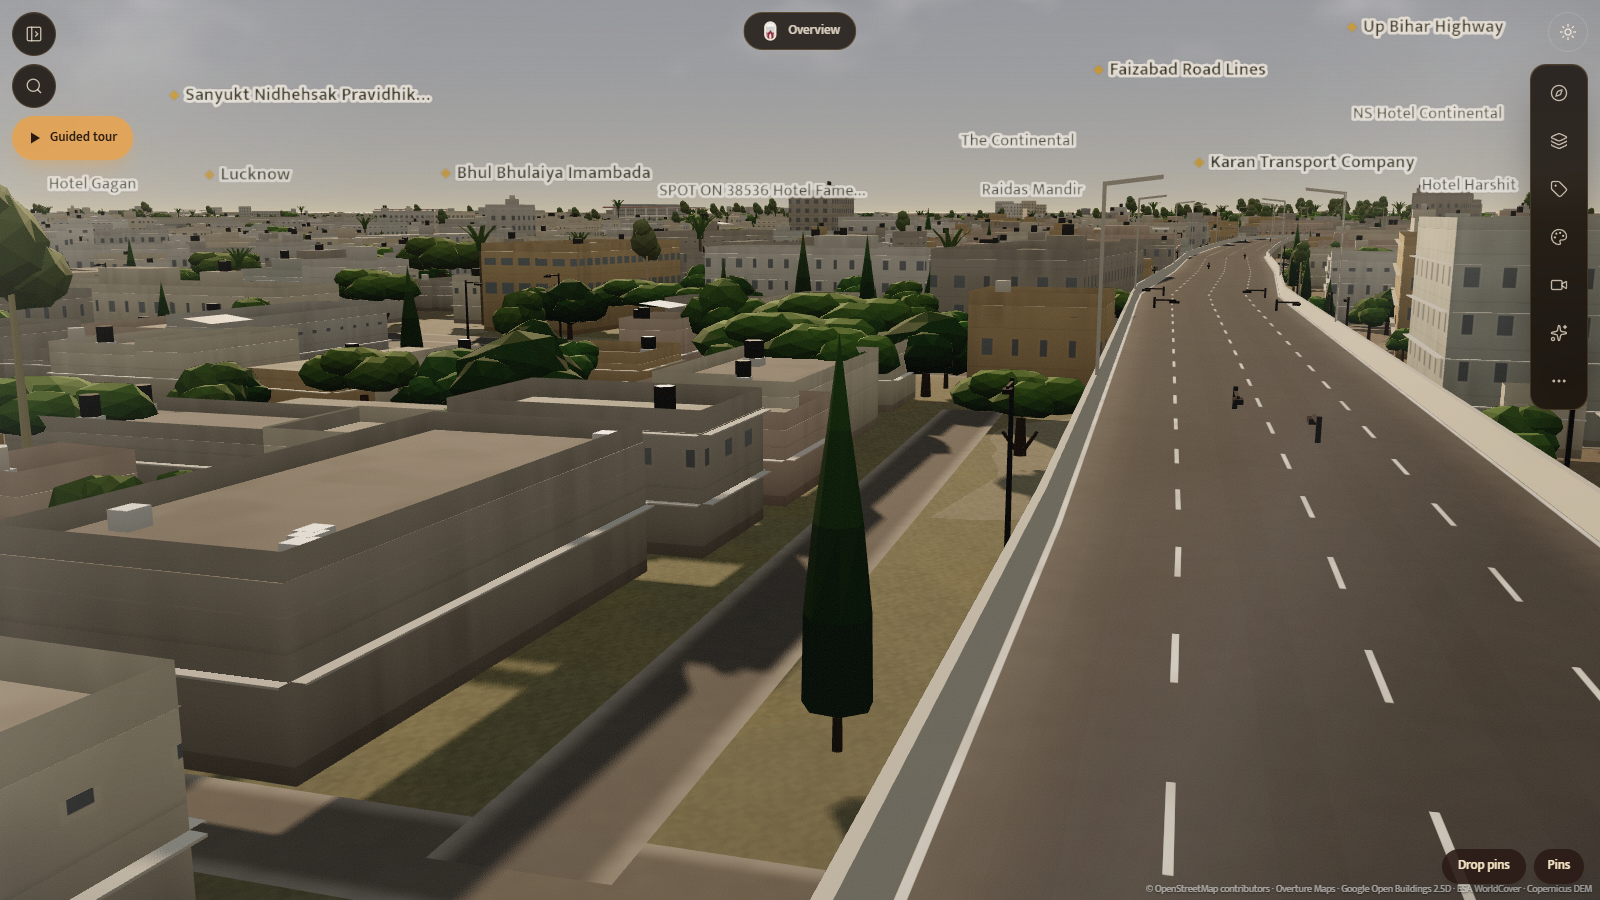 Overview
Up Bihar Highway
Faizabad Road Lines
Sanyukt Nidhehsak Pravidhik...
NS Hotel Continental
Guided tour
The Continental
Karan Transport Company
Lucknow
Bhul Bhulaiya Imambada
Hotel Gagan
SPOT ON 38536 Hotel Fame...
Raidas Mandir
Hotel Harshit
Drop pins
Pins
© OpenStreetMap contributors · Overture Maps · Google Open Buildings 2.5D · ESA WorldCover · Copernicus DEM